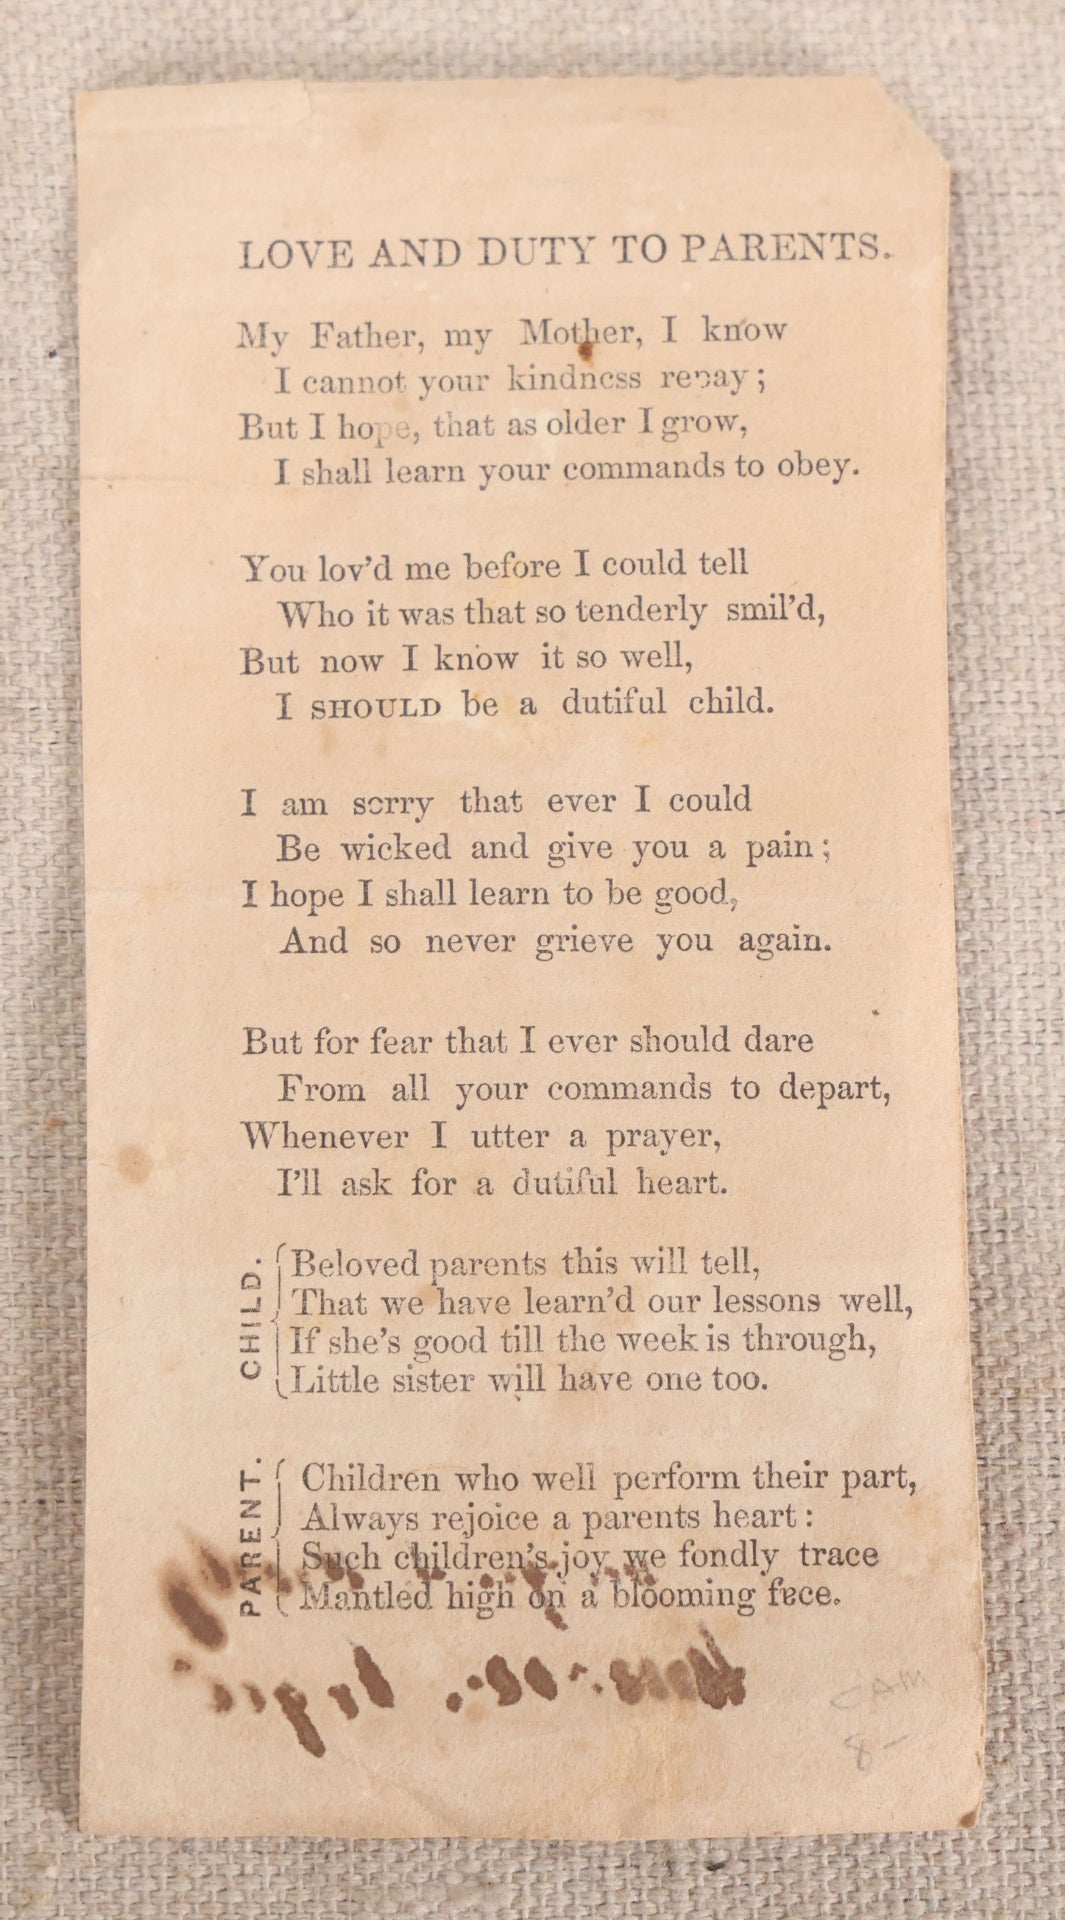 LOVE AND DUTY TO PARENTS.
My Father, my Mother, I know
I cannot your kindness repay;
But I hope, that as older I grow,
I shall learn your commands to obey.
You lov'd me before I could tell
Who it was that so tenderly smil'd,
But now I know it so well,
I SHOULD be a dutiful child.
I am sorry that ever I could
Be wicked and give you a pain;
I hope I shall learn to be good,
And so never grieve you again.
But for fear that I ever should dare
From all your commands to depart,
Whenever I utter a prayer,
I'll ask for a dutiful heart.
CHILD.
Beloved parents this will tell,
That we have learn'd our lessons well,
If she's good till the week is through,
Little sister will have one too.
PARENT.
Children who well perform their part,
Always rejoice a parents heart:
Such children's joy we fondly trace
Mantled high on a blooming face.
CAM
8-